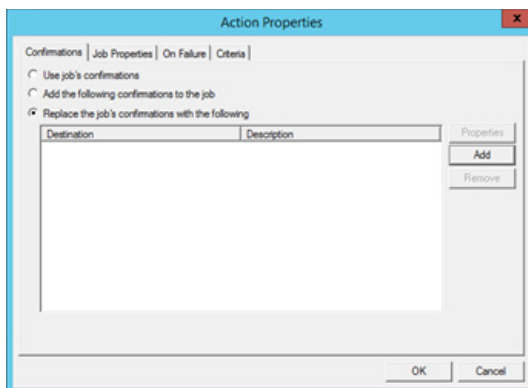 Action Properties
x
Confirmations Job Properties On Failure Criteria
Use job's confirmations
Add the following confirmations to the job
Replace the job's confirmations with the following
Destination Description Properties
Add
Remove
OK Cancel